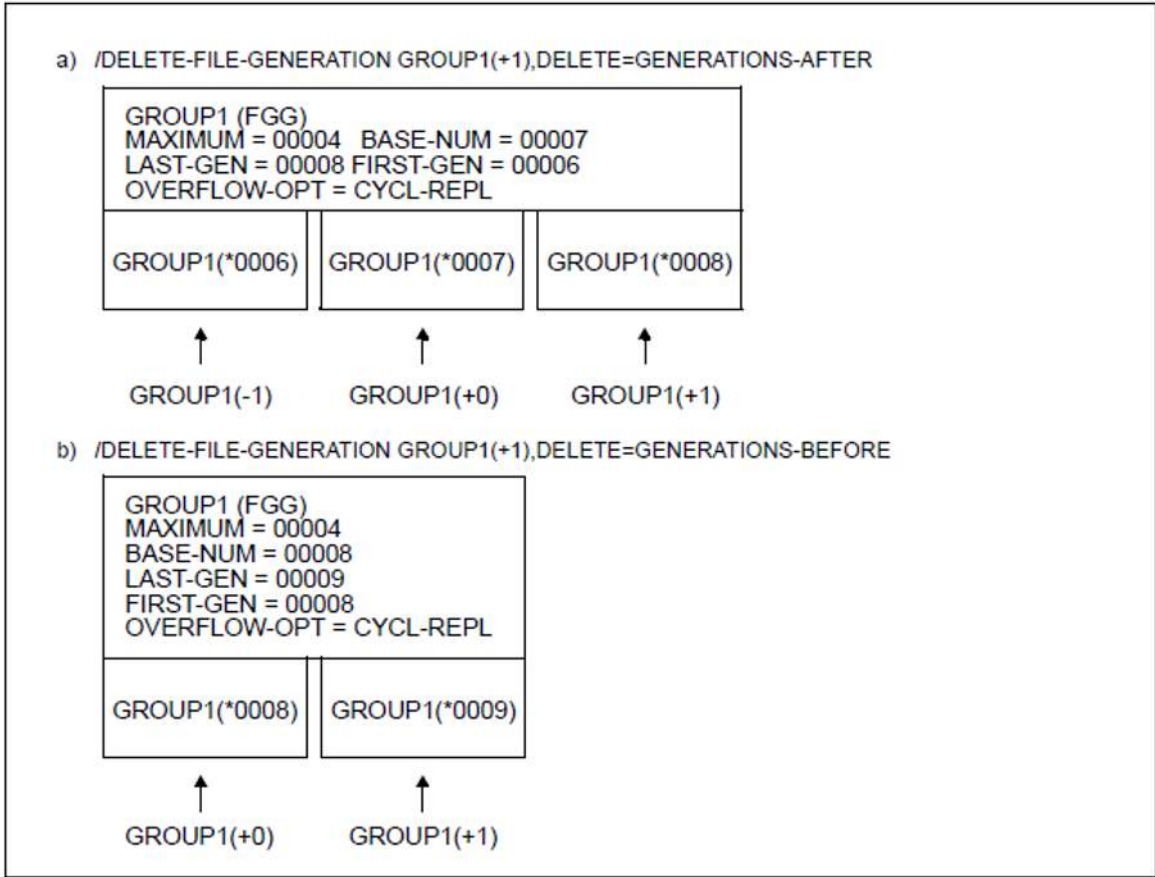 a) /DELETE-FILE-GENERATION GROUP1(+1),DELETE=GENERATIONS-AFTER
GROUP1 (FGG)
MAXIMUM = 00004 BASE-NUM = 00007
LAST-GEN = 00008 FIRST-GEN = 00006
OVERFLOW-OPT = CYCL-REPL
GROUP1(*0006) GROUP1(*0007) GROUP1(*0008)
GROUP1(-1) GROUP1(+0) GROUP1(+1)
b) /DELETE-FILE-GENERATION GROUP1(+1),DELETE=GENERATIONS-BEFORE
GROUP1 (FGG)
MAXIMUM = 00004
BASE-NUM = 00008
LAST-GEN = 00009
FIRST-GEN = 00008
OVERFLOW-OPT = CYCL-REPL
GROUP1(*0008) GROUP1(*0009)
GROUP1(+0) GROUP1(+1)